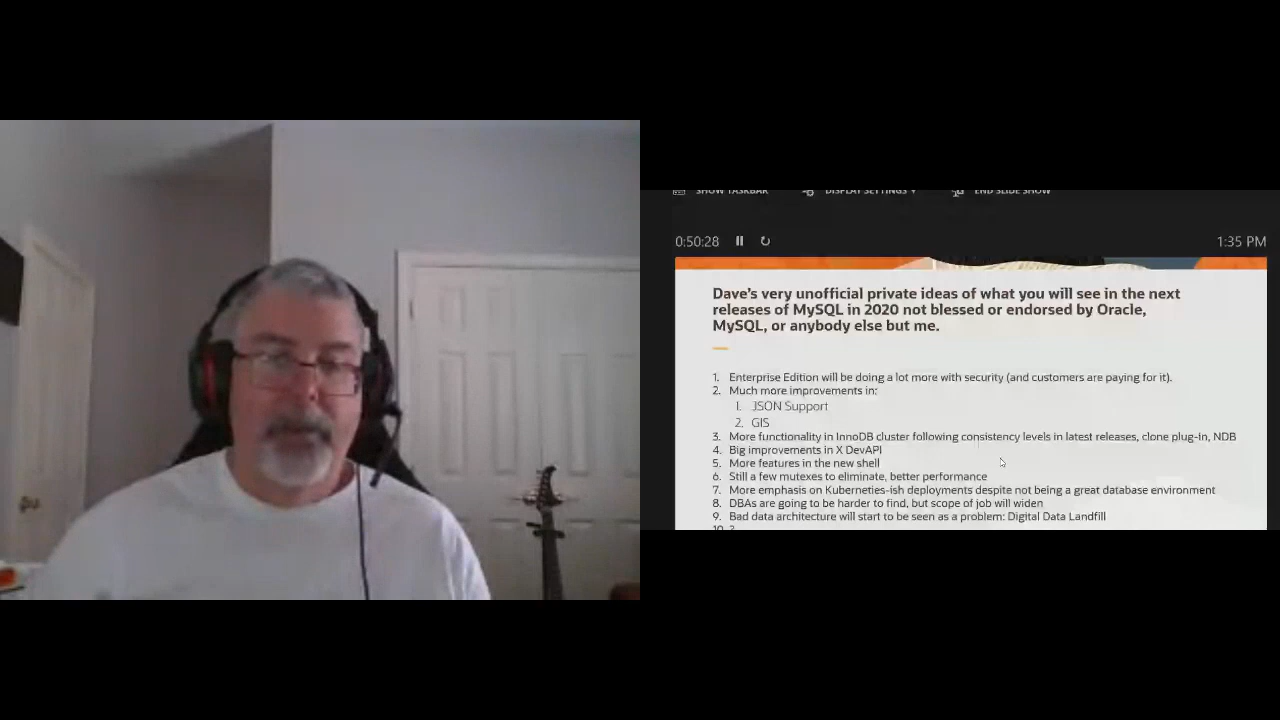 SHOW TASKBAR DISPLAY SETTINGS ▼ END SLIDE SHOW
0:50:28 1:35 PM
Dave's very unofficial private ideas of what you will see in the next
releases of MySQL in 2020 not blessed or endorsed by Oracle,
MySQL, or anybody else but me.
1. Enterprise Edition will be doing a lot more with security (and customers are paying for it).
2. Much more improvements in:
1. JSON Support
2. GIS
3. More functionality in InnoDB cluster following consistency levels in latest releases, clone plug-in, NDB
4. Big improvements in X DevAPI
5. More features in the new shell
6. Still a few mutexes to eliminate, better performance
7. More emphasis on Kuberneties-ish deployments despite not being a great database environment
8. DBAs are going to be harder to find, but scope of job will widen
9. Bad data architecture will start to be seen as a problem: Digital Data Landfill
10. ?